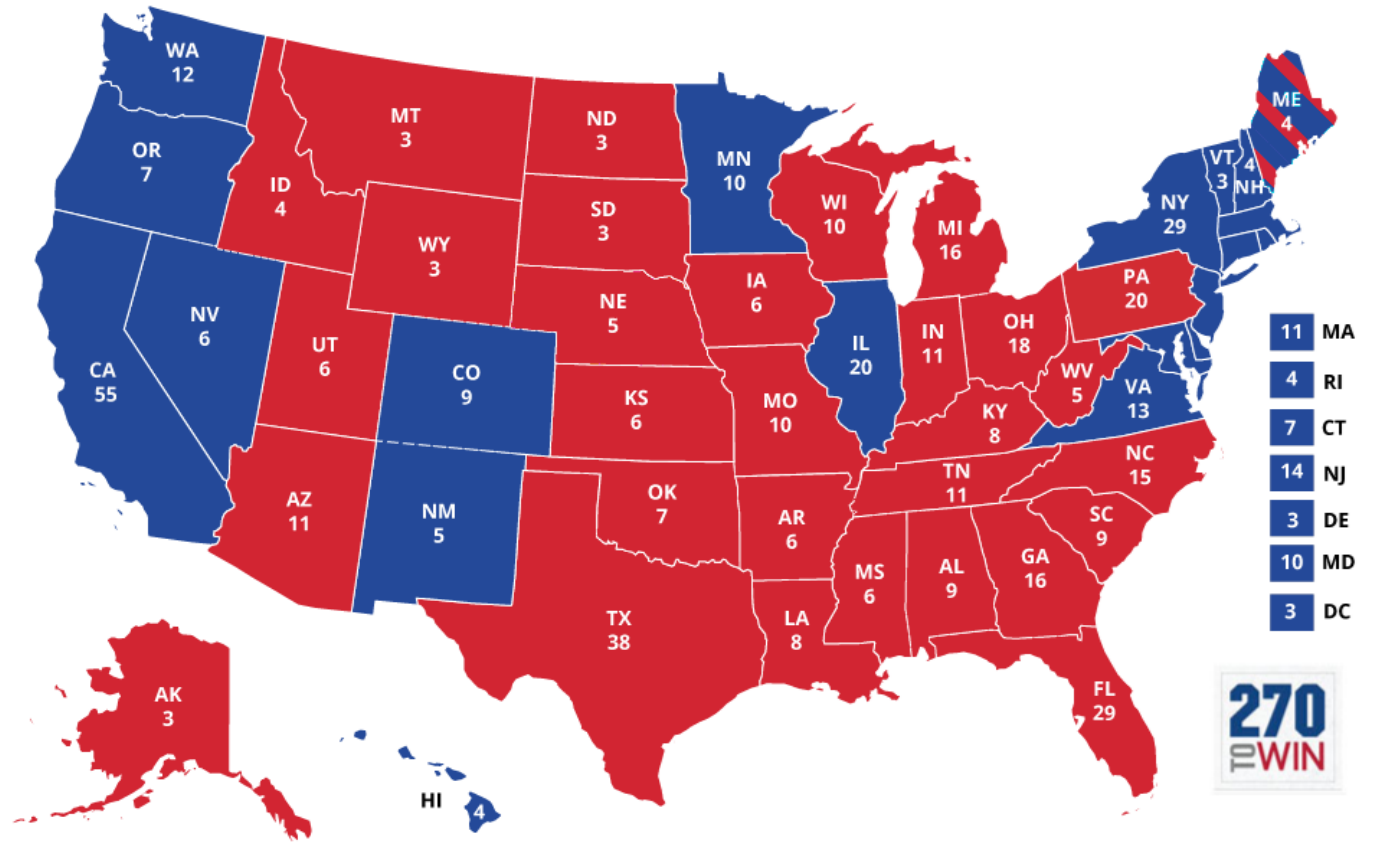 WA
12
OR
7
CA
55
NV
6
ID
4
MT
3
WY
3
UT
6
AZ
11
CO
9
NM
5
ND
3
SD
3
NE
5
KS
6
OK
7
TX
38
MN
10
IA
6
MO
10
AR
6
LA
8
WI
10
IL
20
MI
16
IN
11
OH
18
KY
8
TN
11
MS
6
AL
9
GA
16
FL
29
SC
9
NC
15
VA
13
WV
5
PA
20
NY
29
VT
3
4
NH
ME
4
11 MA
4 RI
7 CT
14 NJ
3 DE
10 MD
3 DC
AK
3
HI
4
270
TO WIN